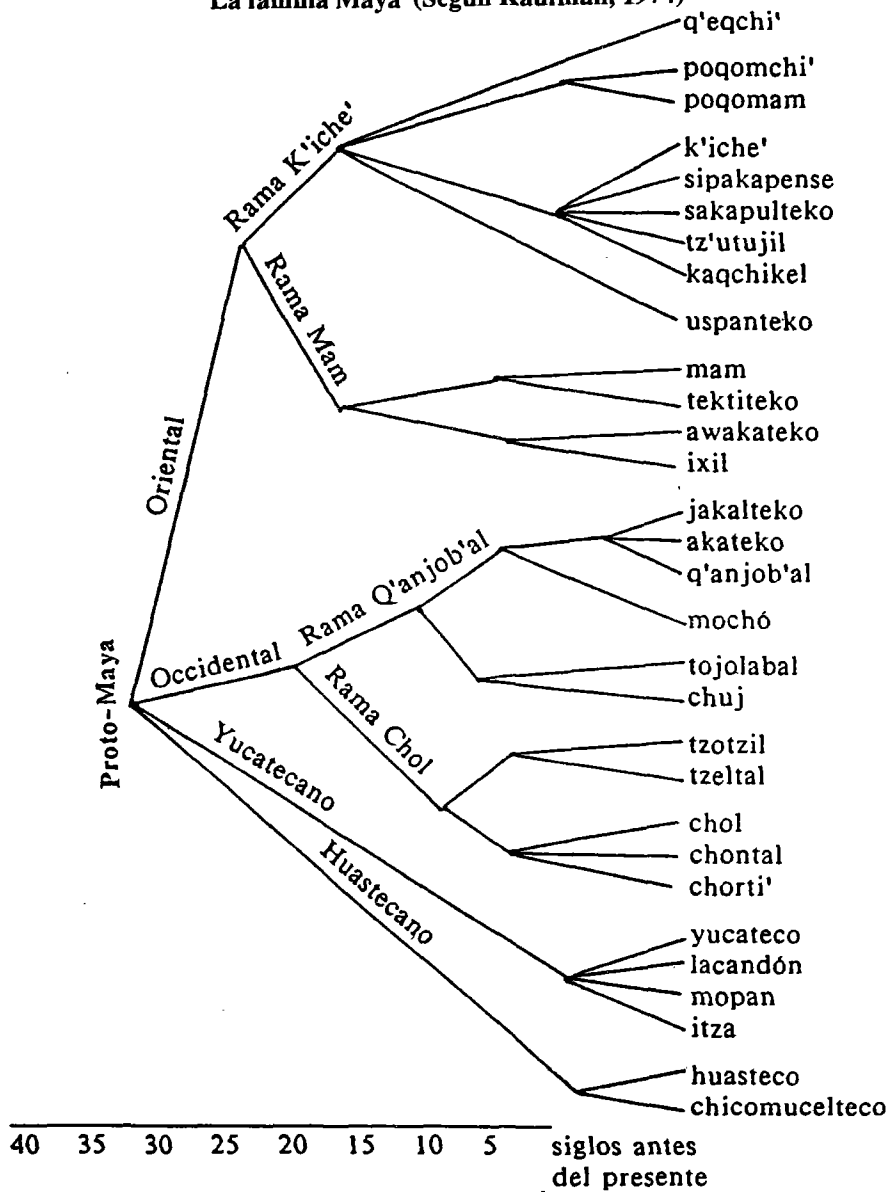 La familia Maya (Según Kaufman, 1974)
q'eqchi'
poqomchi'
poqomam
Rama K'iche'
k'iche'
sipakapense
sakapulteko
tz'utujil
kaqchikel
uspanteko
Rama Mam
mam
tektiteko
awakateko
ixil
Oriental
jakalteko
akateko
q'anjob'al
Rama Q'anjob'al
mochó
Occidental
tojolabal
chuj
Proto-Maya
Rama Chol
tzotzil
tzeltal
Yucatecano
chol
chontal
chorti'
Huastecano
yucateco
lacandón
mopan
itza
huasteco
chicomucelteco
40 35 30 25 20 15 10 5 siglos antes
del presente